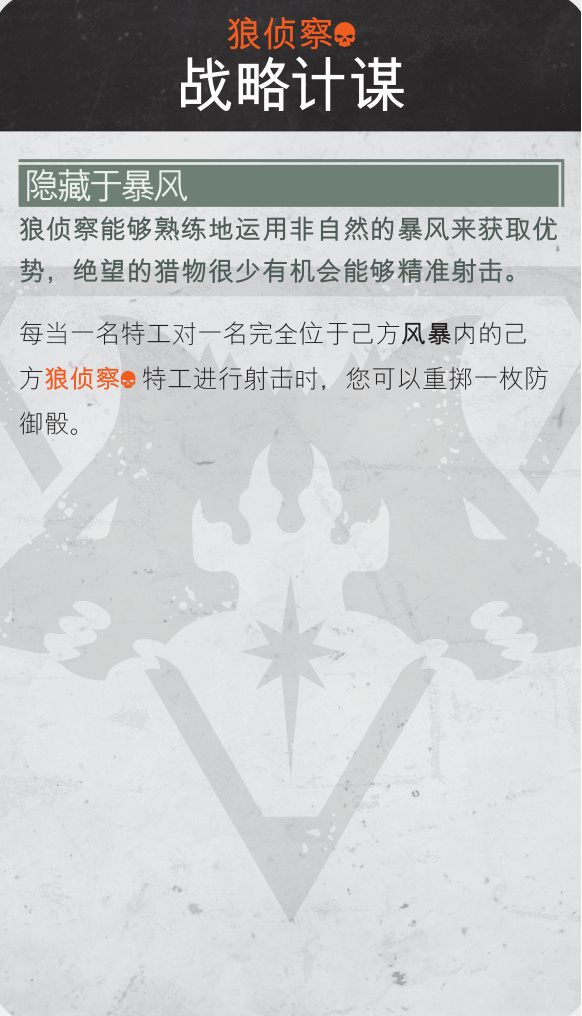 狼侦察
战略计谋
隐藏于暴风
狼侦察能够熟练地运用非自然的暴风来获取优
势，绝望的猎物很少有机会能够精准射击。
每当一名特工对一名完全位于己方风暴内的己
方狼侦察 特工进行射击时，您可以重掷一枚防
御骰。